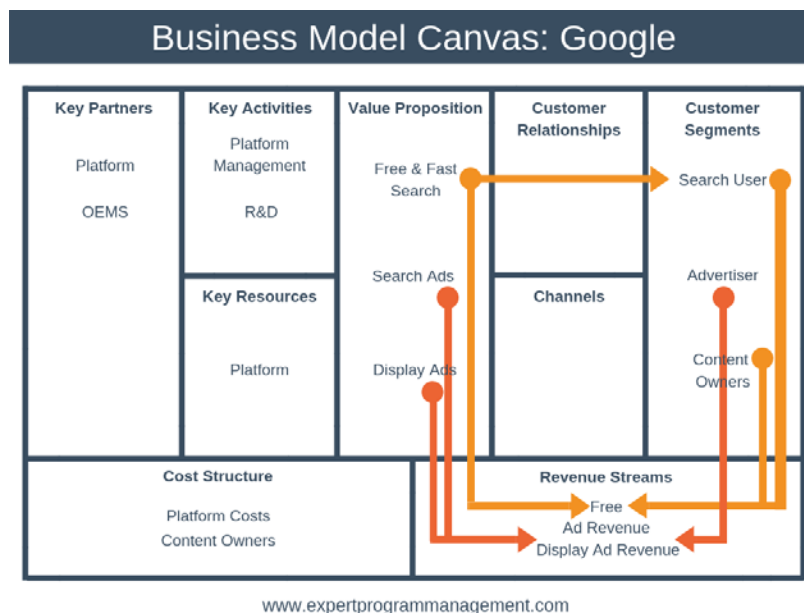 Business Model Canvas: Google
Key Partners
Platform
OEMS
Key Activities
Platform
Management
R&D
Key Resources
Platform
Value Proposition
Free & Fast
Search
Search Ads
Display Ads
Customer
Relationships
Channels
Customer
Segments
Search User
Advertiser
Content
Owners
Cost Structure
Platform Costs
Content Owners
Revenue Streams
Free
Ad Revenue
Display Ad Revenue
www.expertprogrammanagement.com